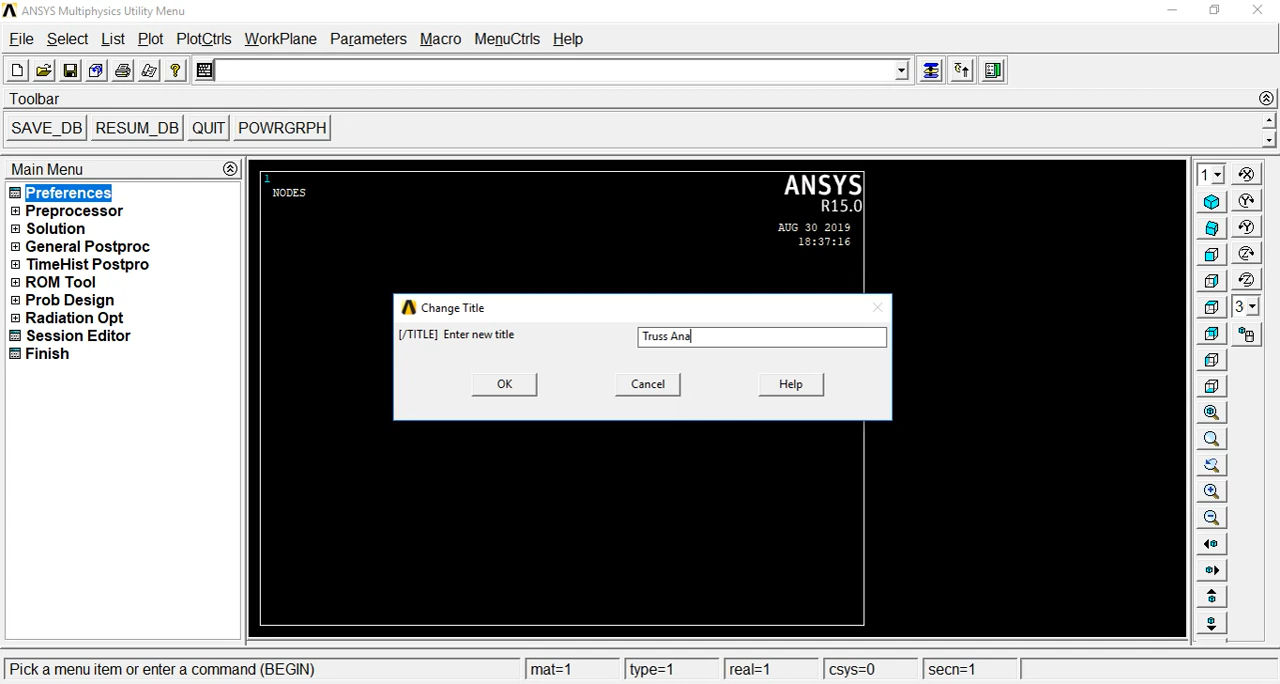 ANSYS Multiphysics Utility Menu
File Select List Plot PlotCtrls WorkPlane Parameters Macro MenuCtrls Help
Toolbar
SAVE_DB RESUM_DB QUIT POWRGRPH
Main Menu
Preferences
Preprocessor
Solution
General Postproc
TimeHist Postpro
ROM Tool
Prob Design
Radiation Opt
Session Editor
Finish
1
NODES
ANSYS
R15.0
AUG 30 2019
18:37:16
Change Title
[/TITLE] Enter new title Truss Ana
OK Cancel Help
1
3
Pick a menu item or enter a command (BEGIN) mat=1 type=1 real=1 csys=0 secn=1